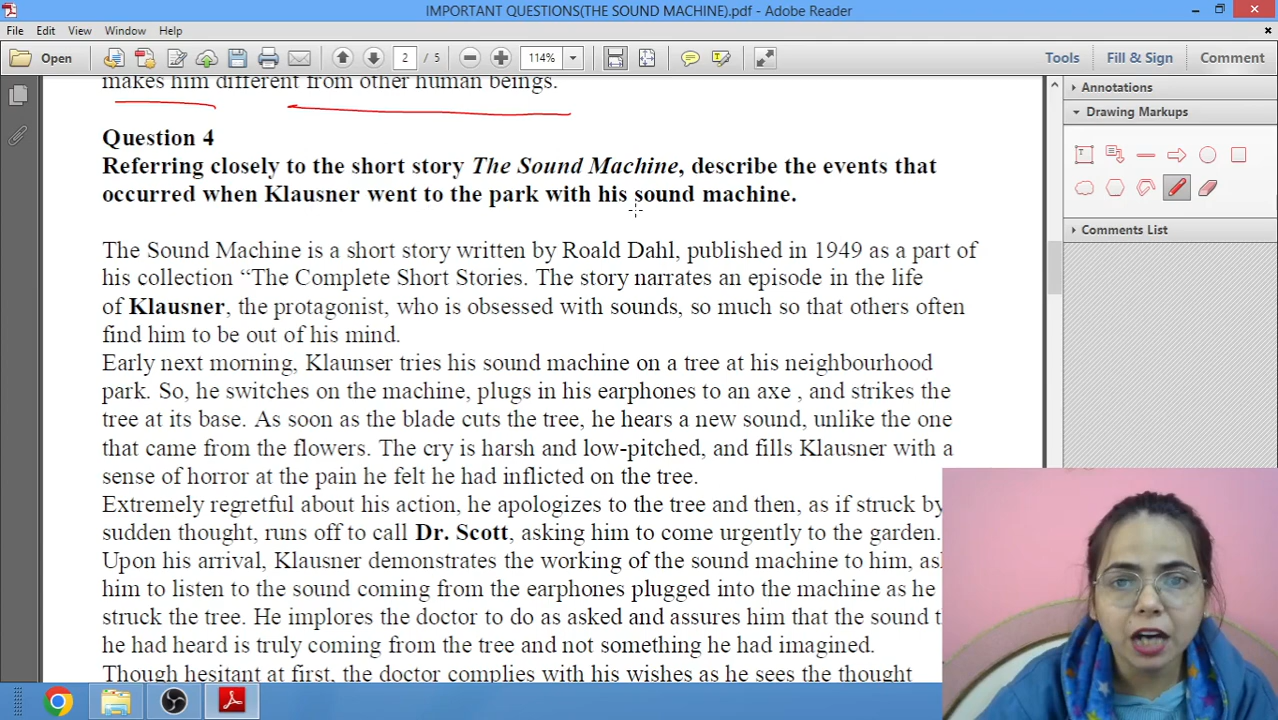 IMPORTANT QUESTIONS(THE SOUND MACHINE).pdf - Adobe Reader
File Edit View Window Help
Open 2 / 5 114% Tools Fill & Sign Comment
makes him different from other human beings.
Question 4
Referring closely to the short story The Sound Machine, describe the events that
occurred when Klausner went to the park with his sound machine.
The Sound Machine is a short story written by Roald Dahl, published in 1949 as a part of
his collection “The Complete Short Stories. The story narrates an episode in the life
of Klausner, the protagonist, who is obsessed with sounds, so much so that others often
find him to be out of his mind.
Early next morning, Klaunser tries his sound machine on a tree at his neighbourhood
park. So, he switches on the machine, plugs in his earphones to an axe , and strikes the
tree at its base. As soon as the blade cuts the tree, he hears a new sound, unlike the one
that came from the flowers. The cry is harsh and low-pitched, and fills Klausner with a
sense of horror at the pain he felt he had inflicted on the tree.
Extremely regretful about his action, he apologizes to the tree and then, as if struck by
sudden thought, runs off to call Dr. Scott, asking him to come urgently to the garden.
Upon his arrival, Klausner demonstrates the working of the sound machine to him,
him to listen to the sound coming from the earphones plugged into the machine as he
struck the tree. He implores the doctor to do as asked and assures him that the sound
he had heard is truly coming from the tree and not something he had imagined.
Though hesitant at first, the doctor complies with his wishes as he sees the thought
Annotations
Drawing Markups
T
Comments List